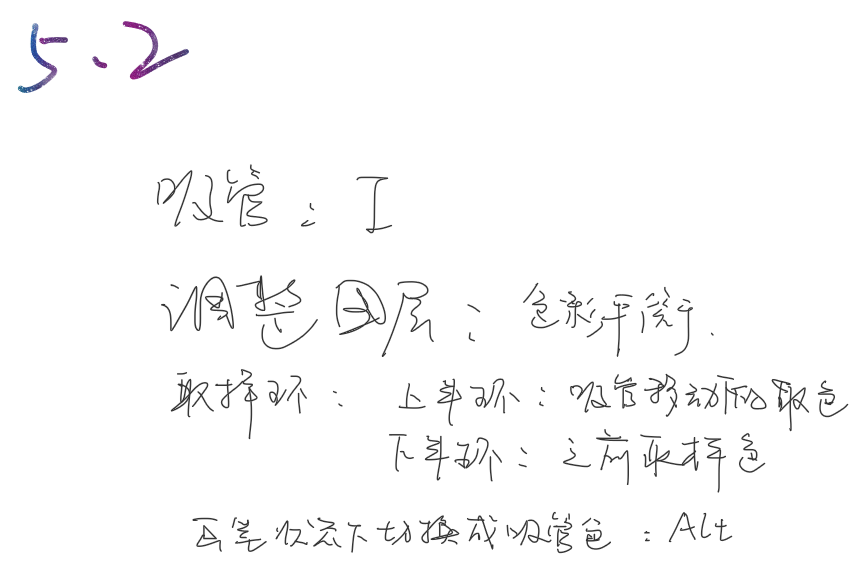 5.2
吸管：I
调整图层：色彩平衡.
取样环：上半环：吸管移动的取色
下半环：之前取样色
画笔状态下切换成吸管色：Alt